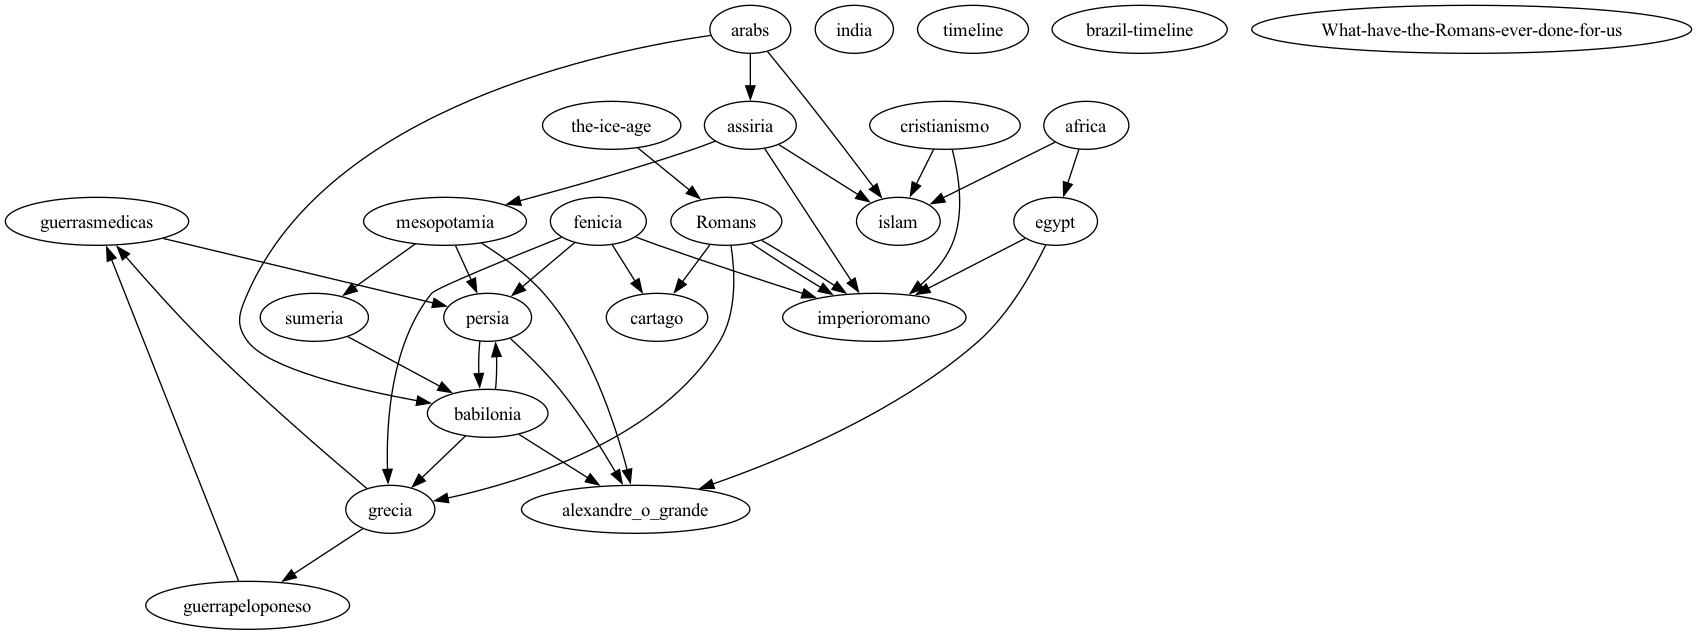 arabs
india
timeline
brazil-timeline
What-have-the-Romans-ever-done-for-us
the-ice-age
assiria
cristianismo
africa
guerrasmedicas
mesopotamia
fenicia
Romans
islam
egypt
sumeria
persia
cartago
imperioromano
babilonia
grecia
alexandre_o_grande
guerrapeloponeso